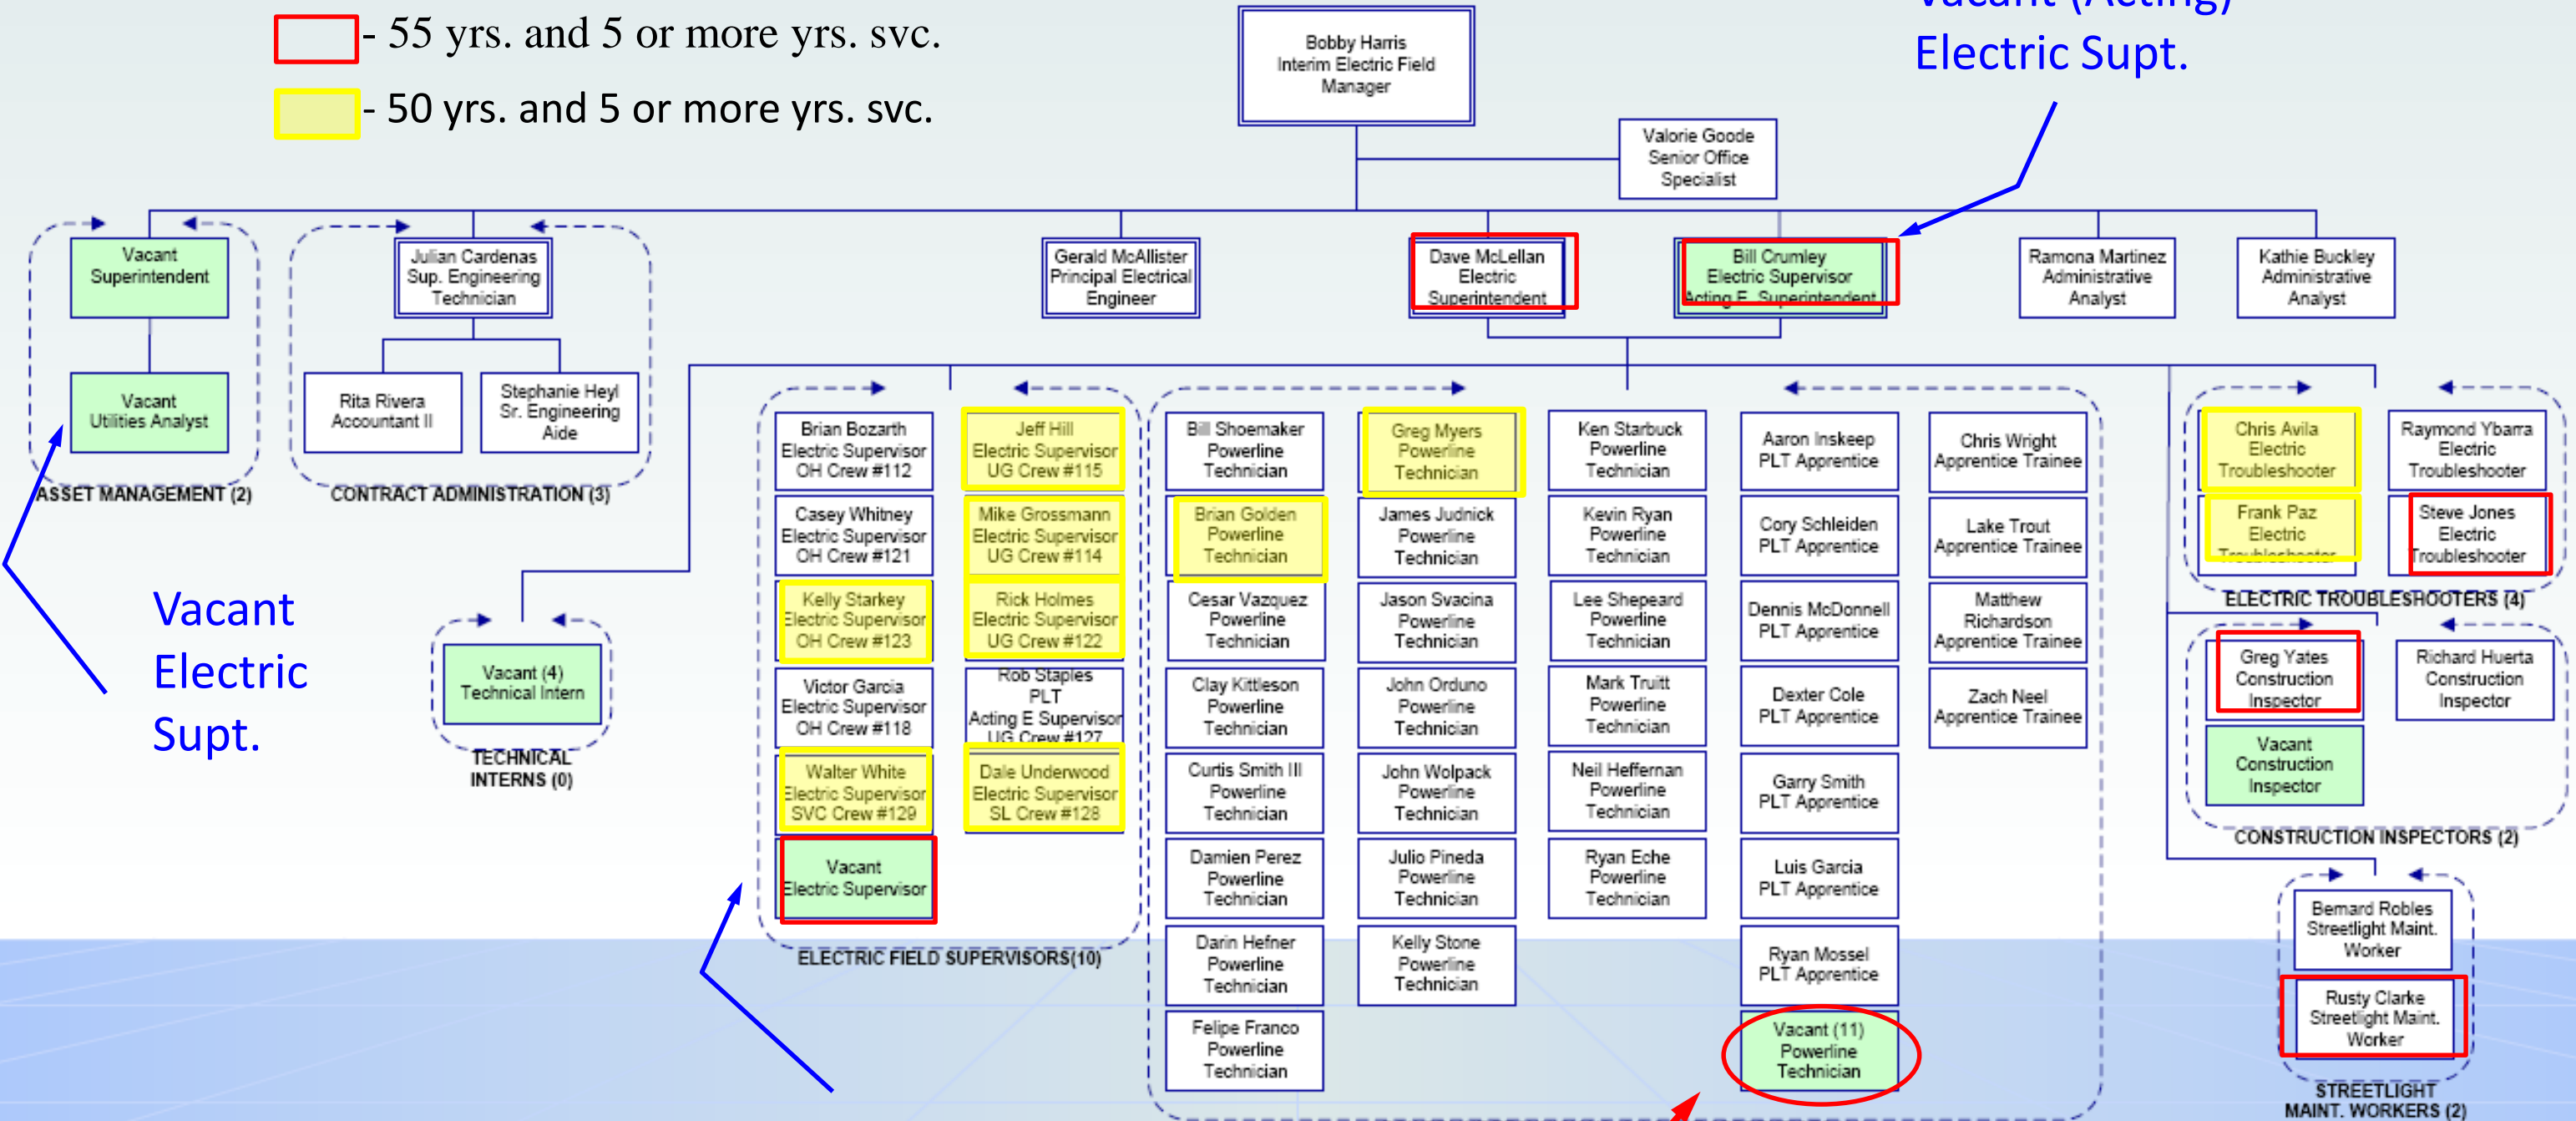 - 55 yrs. and 5 or more yrs. svc.
- 50 yrs. and 5 or more yrs. svc.
Vacant (Acting)
Electric Supt.
Bobby Harris
Interim Electric Field
Manager
Valorie Goode
Senior Office
Specialist
Vacant
Superintendent
Julian Cardenas
Sup. Engineering
Technician
Gerald McAllister
Principal Electrical
Engineer
Dave McLellan
Electric
Superintendent
Bill Crumley
Electric Supervisor
Acting E. Superintendent
Ramona Martinez
Administrative
Analyst
Kathie Buckley
Administrative
Analyst
Vacant
Utilities Analyst
ASSET MANAGEMENT (2)
Rita Rivera
Accountant II
Stephanie Heyl
Sr. Engineering
Aide
CONTRACT ADMINISTRATION (3)
Vacant
Electric
Supt.
Vacant (4)
Technical Intern
TECHNICAL
INTERNS (0)
Brian Bozarth
Electric Supervisor
OH Crew #112
Casey Whitney
Electric Supervisor
OH Crew #121
Kelly Starkey
Electric Supervisor
OH Crew #123
Victor Garcia
Electric Supervisor
OH Crew #118
Walter White
Electric Supervisor
SVC Crew #129
Vacant
Electric Supervisor
Jeff Hill
Electric Supervisor
UG Crew #115
Mike Grossmann
Electric Supervisor
UG Crew #114
Rick Holmes
Electric Supervisor
UG Crew #122
Rob Staples
PLT
Acting E Supervisor
UG Crew #127
Dale Underwood
Electric Supervisor
SL Crew #128
ELECTRIC FIELD SUPERVISORS(10)
Bill Shoemaker
Powerline
Technician
Brian Golden
Powerline
Technician
Cesar Vazquez
Powerline
Technician
Clay Kittleson
Powerline
Technician
Curtis Smith III
Powerline
Technician
Damien Perez
Powerline
Technician
Darin Hefner
Powerline
Technician
Felipe Franco
Powerline
Technician
Greg Myers
Powerline
Technician
James Judnick
Powerline
Technician
Jason Svacina
Powerline
Technician
John Orduno
Powerline
Technician
John Wolpack
Powerline
Technician
Julio Pineda
Powerline
Technician
Kelly Stone
Powerline
Technician
Ken Starbuck
Powerline
Technician
Kevin Ryan
Powerline
Technician
Lee Shepeard
Powerline
Technician
Mark Truitt
Powerline
Technician
Neil Heffernan
Powerline
Technician
Ryan Eche
Powerline
Technician
Aaron Inskeep
PLT Apprentice
Cory Schleiden
PLT Apprentice
Dennis McDonnell
PLT Apprentice
Dexter Cole
PLT Apprentice
Garry Smith
PLT Apprentice
Luis Garcia
PLT Apprentice
Ryan Mossel
PLT Apprentice
Vacant (11)
Powerline
Technician
Chris Wright
Apprentice Trainee
Lake Trout
Apprentice Trainee
Matthew
Richardson
Apprentice Trainee
Zach Neel
Apprentice Trainee
Chris Avila
Electric
Troubleshooter
Raymond Ybarra
Electric
Troubleshooter
Frank Paz
Electric
Troubleshooter
Steve Jones
Electric
Troubleshooter
ELECTRIC TROUBLESHOOTERS (4)
Greg Yates
Construction
Inspector
Richard Huerta
Construction
Inspector
Vacant
Construction
Inspector
CONSTRUCTION INSPECTORS (2)
Bernard Robles
Streetlight Maint.
Worker
Rusty Clarke
Streetlight Maint.
Worker
STREETLIGHT
MAINT. WORKERS (2)